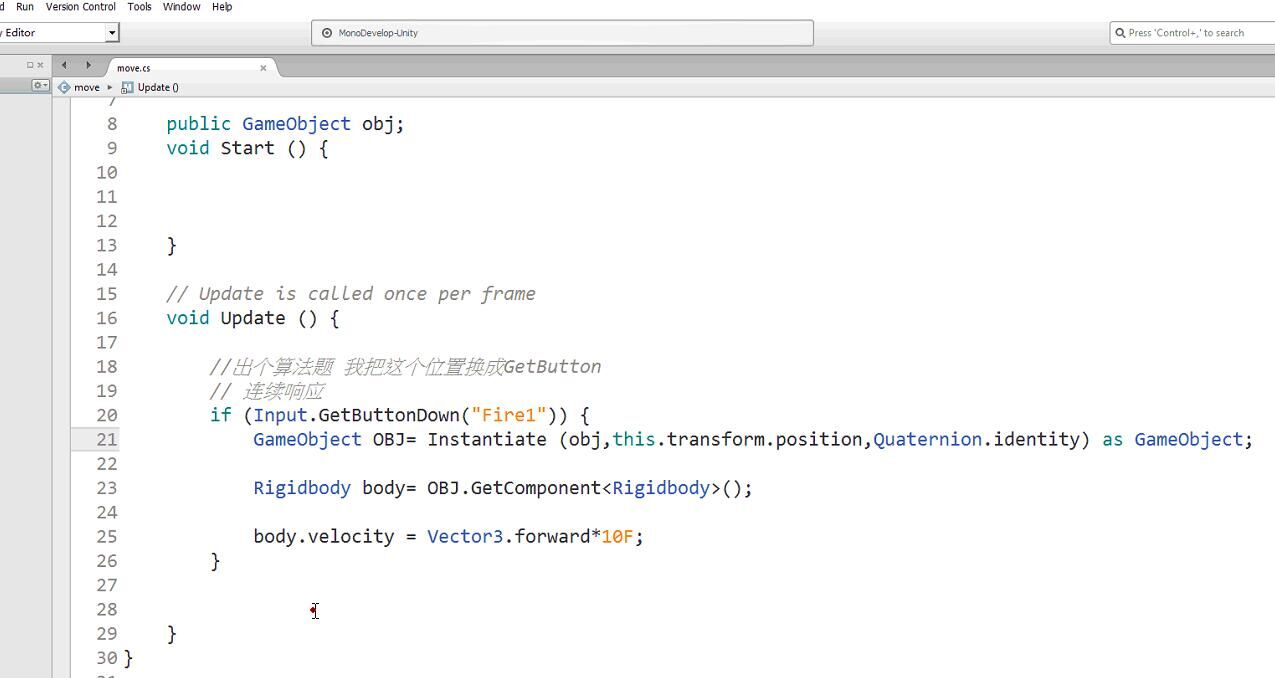 Run Version Control Tools Window Help
Editor
MonoDevelop-Unity
Press 'Control+,' to search
move.cs
move Update ()
8 public GameObject obj;
9 void Start () {
10
11
12
13 }
14
15 // Update is called once per frame
16 void Update () {
17
18 //出个算法题 我把这个位置换成GetButton
19 // 连续响应
20 if (Input.GetButtonDown("Fire1")) {
21 GameObject OBJ= Instantiate (obj,this.transform.position,Quaternion.identity) as GameObject;
22
23 Rigidbody body= OBJ.GetComponent<Rigidbody>();
24
25 body.velocity = Vector3.forward*10F;
26 }
27
28
29 }
30 }